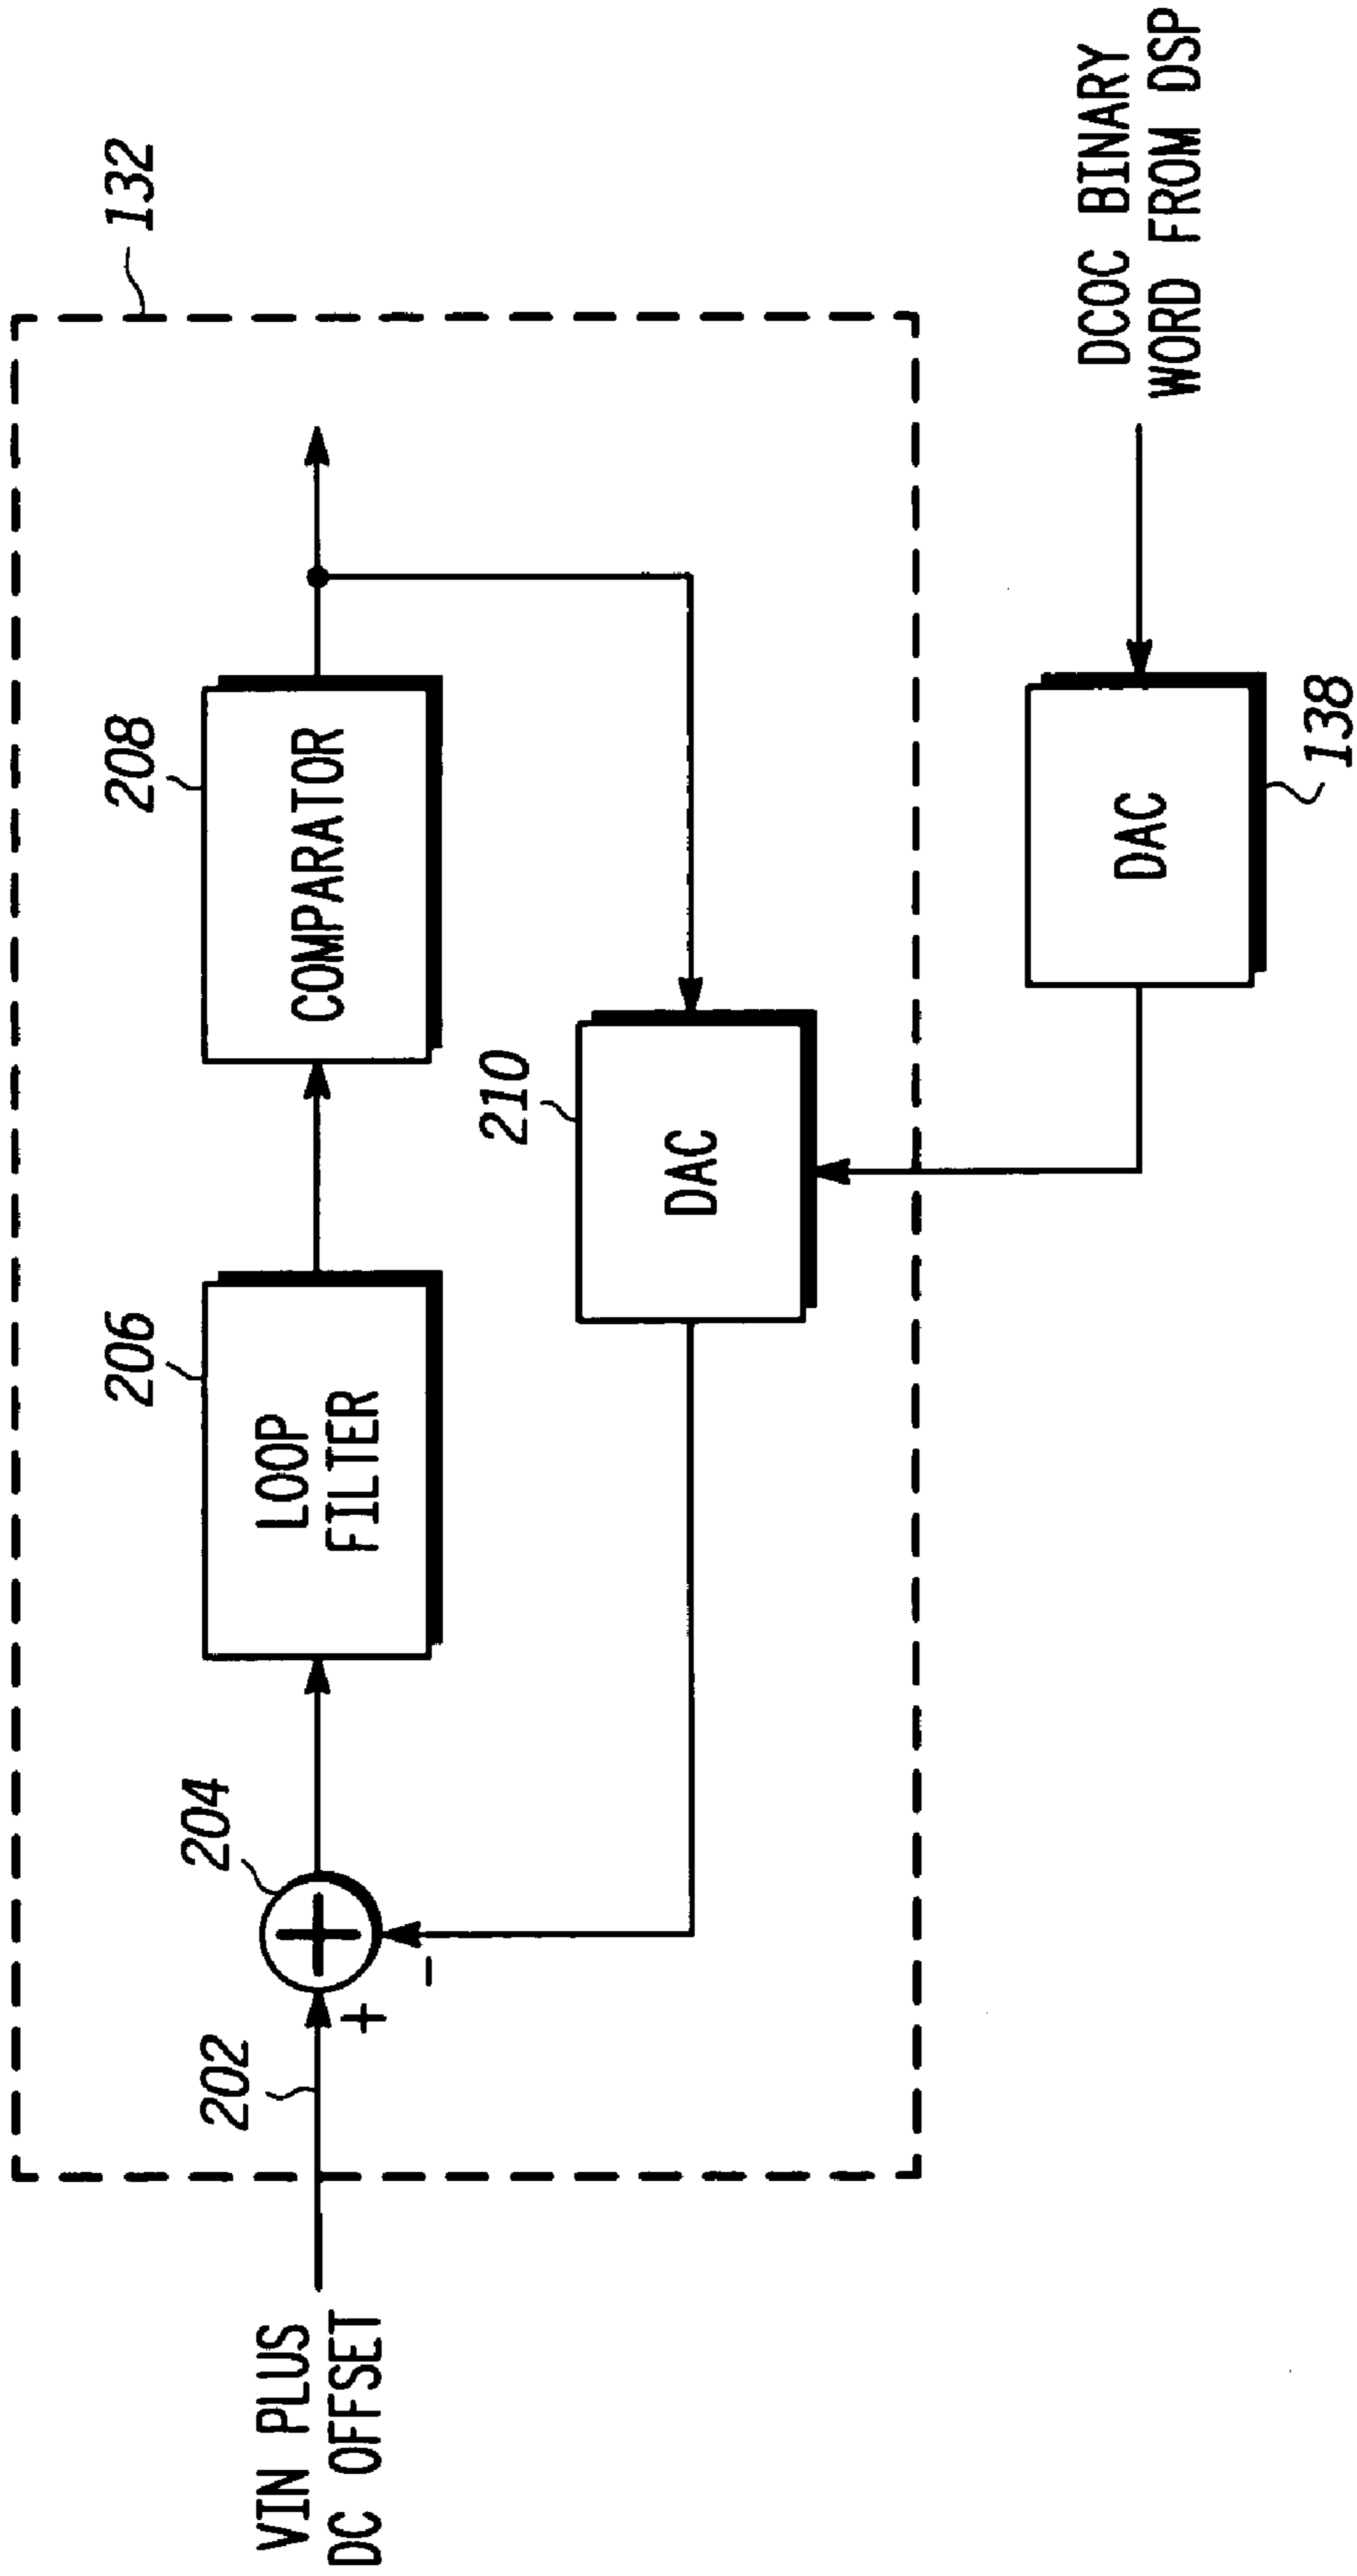 132
208
COMPARATOR
206
LOOP
FILTER
204
+
-
202
VIN PLUS
DC OFFSET
210
DAC
DAC
138
DCOC BINARY
WORD FROM DSP